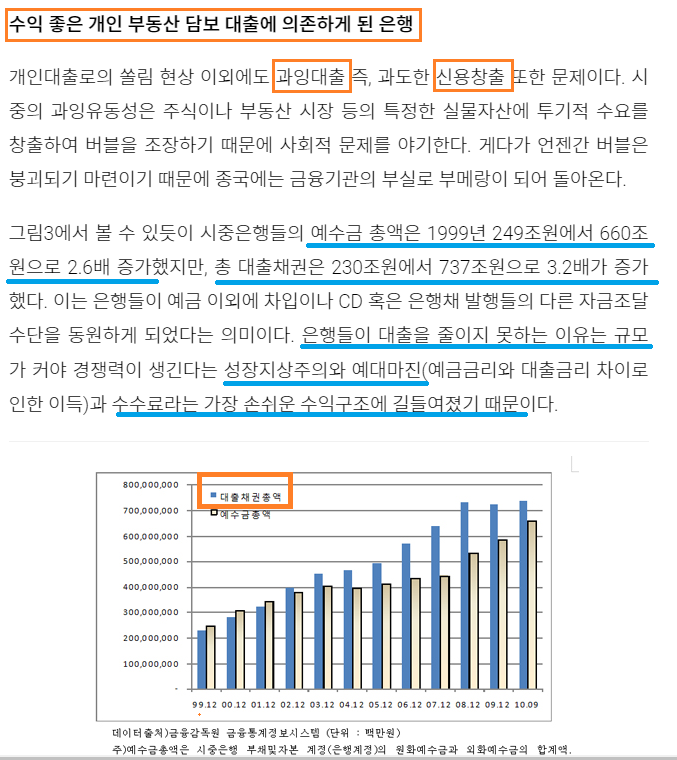 수익 좋은 개인 부동산 담보 대출에 의존하게 된 은행
개인대출로의 쏠림 현상 이외에도 과잉대출 즉, 과도한 신용창출 또한 문제이다. 시
중의 과잉유동성은 주식이나 부동산 시장 등의 특정한 실물자산에 투기적 수요를
창출하여 버블을 조장하기 때문에 사회적 문제를 야기한다. 게다가 언젠간 버블은
붕괴되기 마련이기 때문에 종국에는 금융기관의 부실로 부메랑이 되어 돌아온다.
그림3에서 볼 수 있듯이 시중은행들의 예수금 총액은 1999년 249조원에서 660조
원으로 2.6배 증가했지만, 총 대출채권은 230조원에서 737조원으로 3.2배가 증가
했다. 이는 은행들이 예금 이외에 차입이나 CD 혹은 은행채 발행들의 다른 자금조달
수단을 동원하게 되었다는 의미이다. 은행들이 대출을 줄이지 못하는 이유는 규모
가 커야 경쟁력이 생긴다는 성장지상주의와 예대마진(예금금리와 대출금리 차이로
인한 이득)과 수수료라는 가장 손쉬운 수익구조에 길들여졌기 때문이다.
800,000,000
대출채권총액
예수금총액
700,000,000
600,000,000
500,000,000
400,000,000
300,000,000
200,000,000
100,000,000
-
99.12 00.12 01.12 02.12 03.12 04.12 05.12 06.12 07.12 08.12 09.12 10.09
데이터출처)금융감독원 금융통계정보시스템 (단위 : 백만원)
주)예수금총액은 시중은행 부채및자본 계정(은행계정)의 원화예수금과 외화예수금의 합계액.